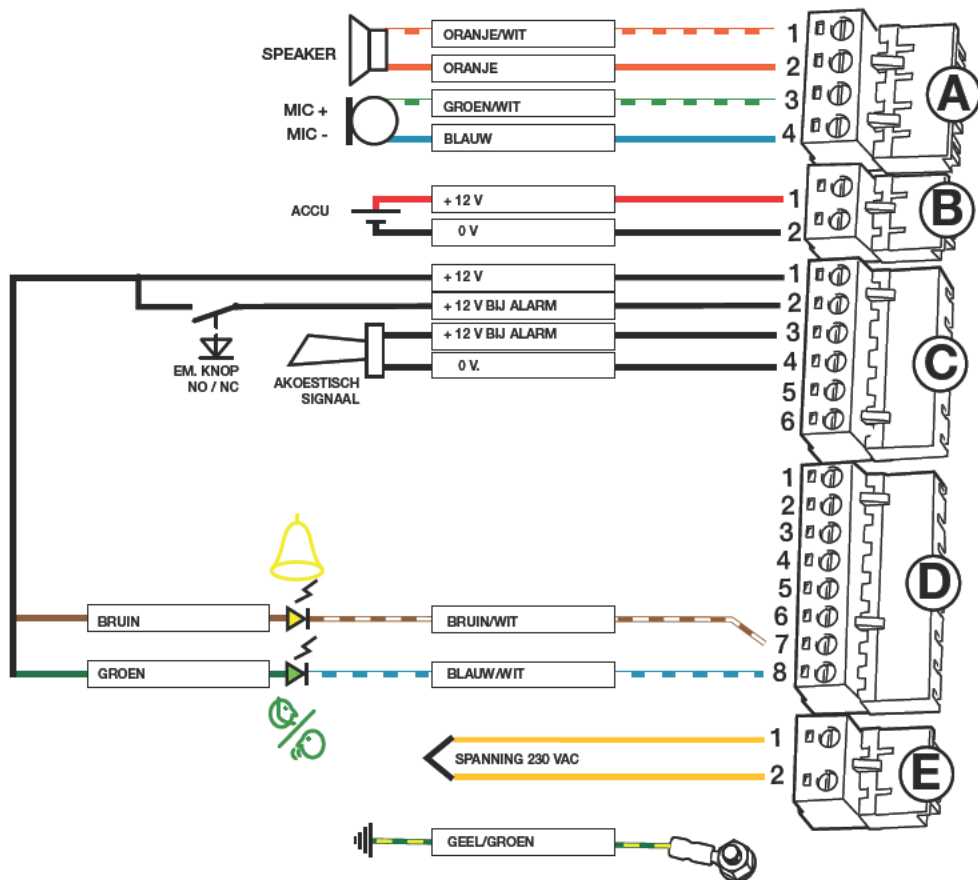 SPEAKER
ORANJE/WIT
1
ORANJE
2
A
MIC +
GROEN/WIT
3
MIC -
BLAUW
4
ACCU
+ 12 V
1
B
0 V
2
+ 12 V
1
+ 12 V BIJ ALARM
2
+ 12 V BIJ ALARM
3
C
EM. KNOP
NO / NC
AKOESTISCH
SIGNAAL
0 V.
4
5
6
1
2
3
4
D
5
6
BRUIN
BRUIN/WIT
7
GROEN
BLAUW/WIT
8
1
SPANNING 230 VAC
E
2
GEEL/GROEN